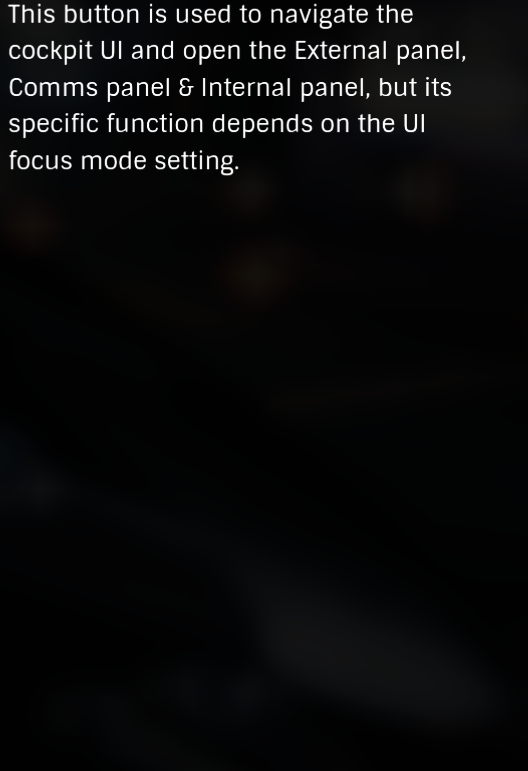 This button is used to navigate the
cockpit UI and open the External panel,
Comms panel & Internal panel, but its
specific function depends on the UI
focus mode setting.